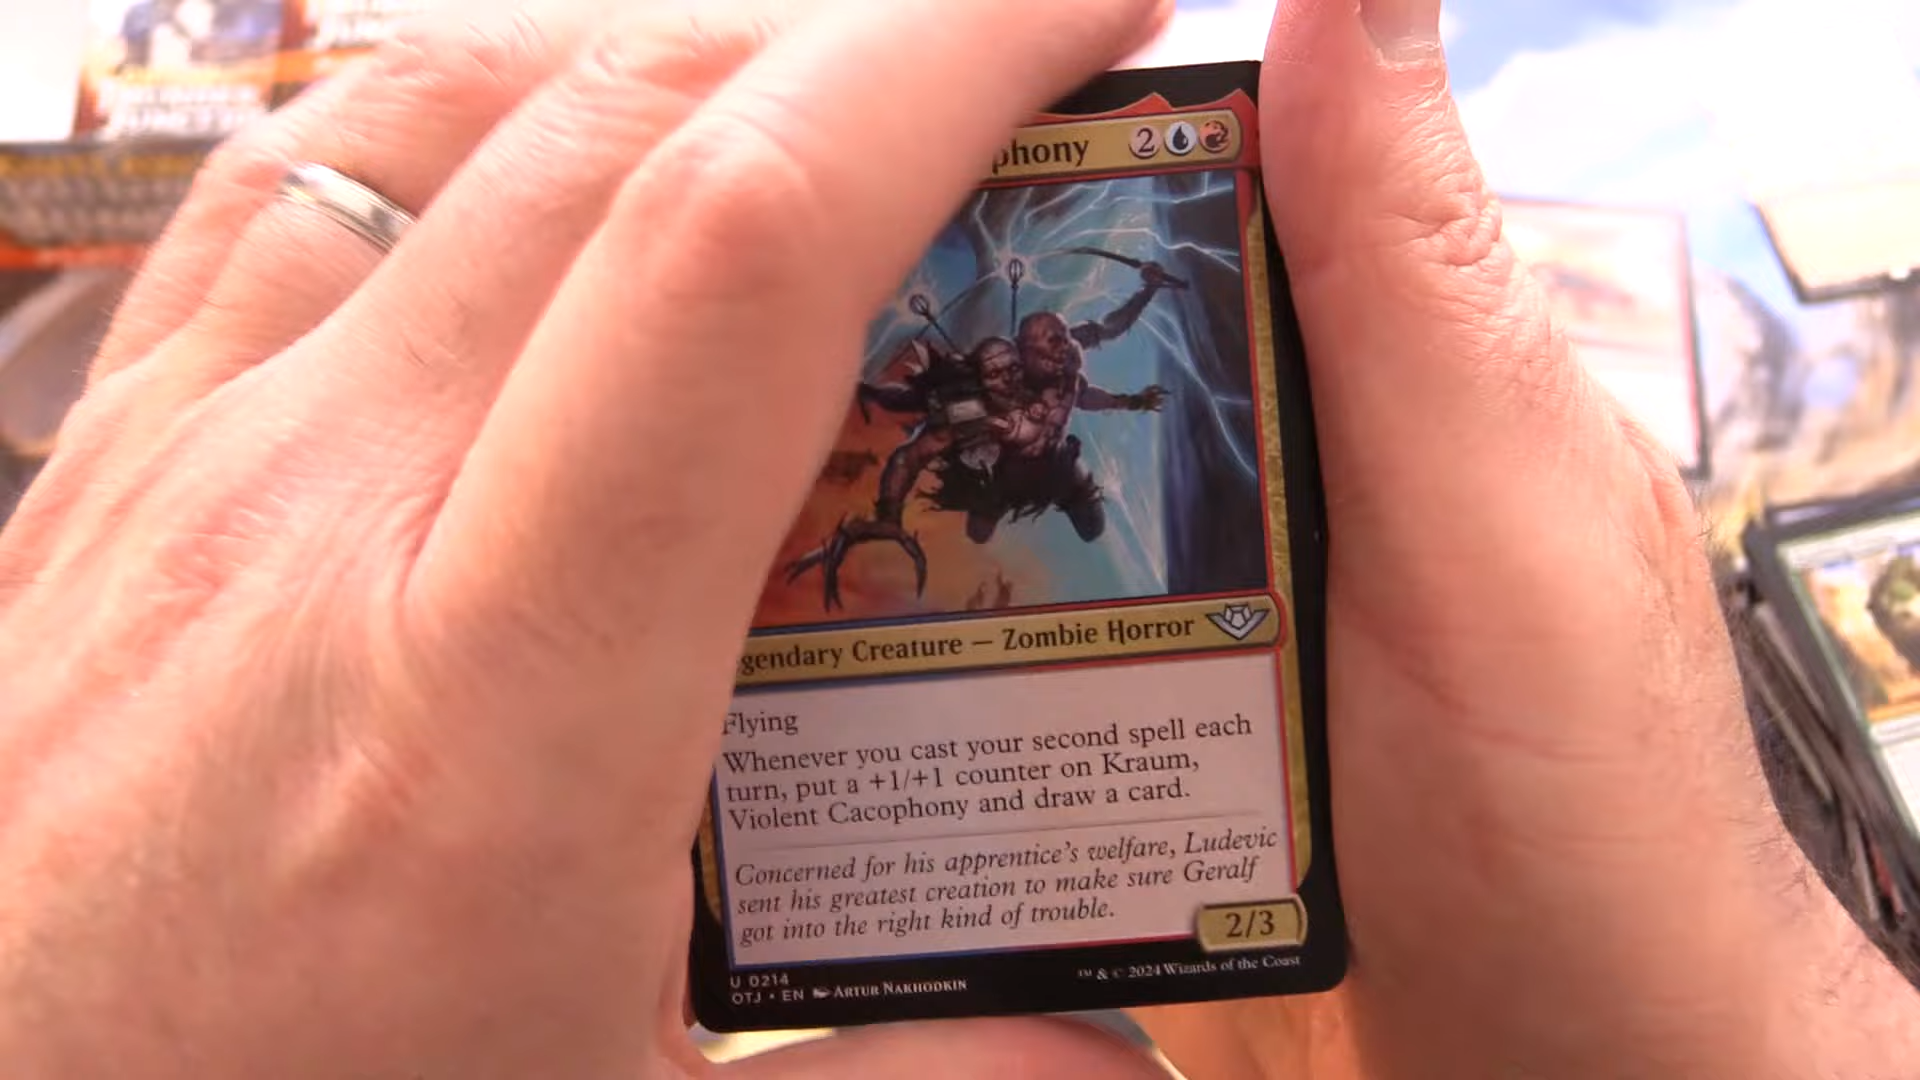 THUNDER
JUNCTION
phony 2
gendary Creature — Zombie Horror
Flying
Whenever you cast your second spell each
turn, put a +1/+1 counter on Kraum,
Violent Cacophony and draw a card.
Concerned for his apprentice's welfare, Ludevic
sent his greatest creation to make sure Geralf
got into the right kind of trouble.
2/3
U 0214
OTJ • EN ARTUR NAKHODKIN
™ & © 2024 Wizards of the Coast